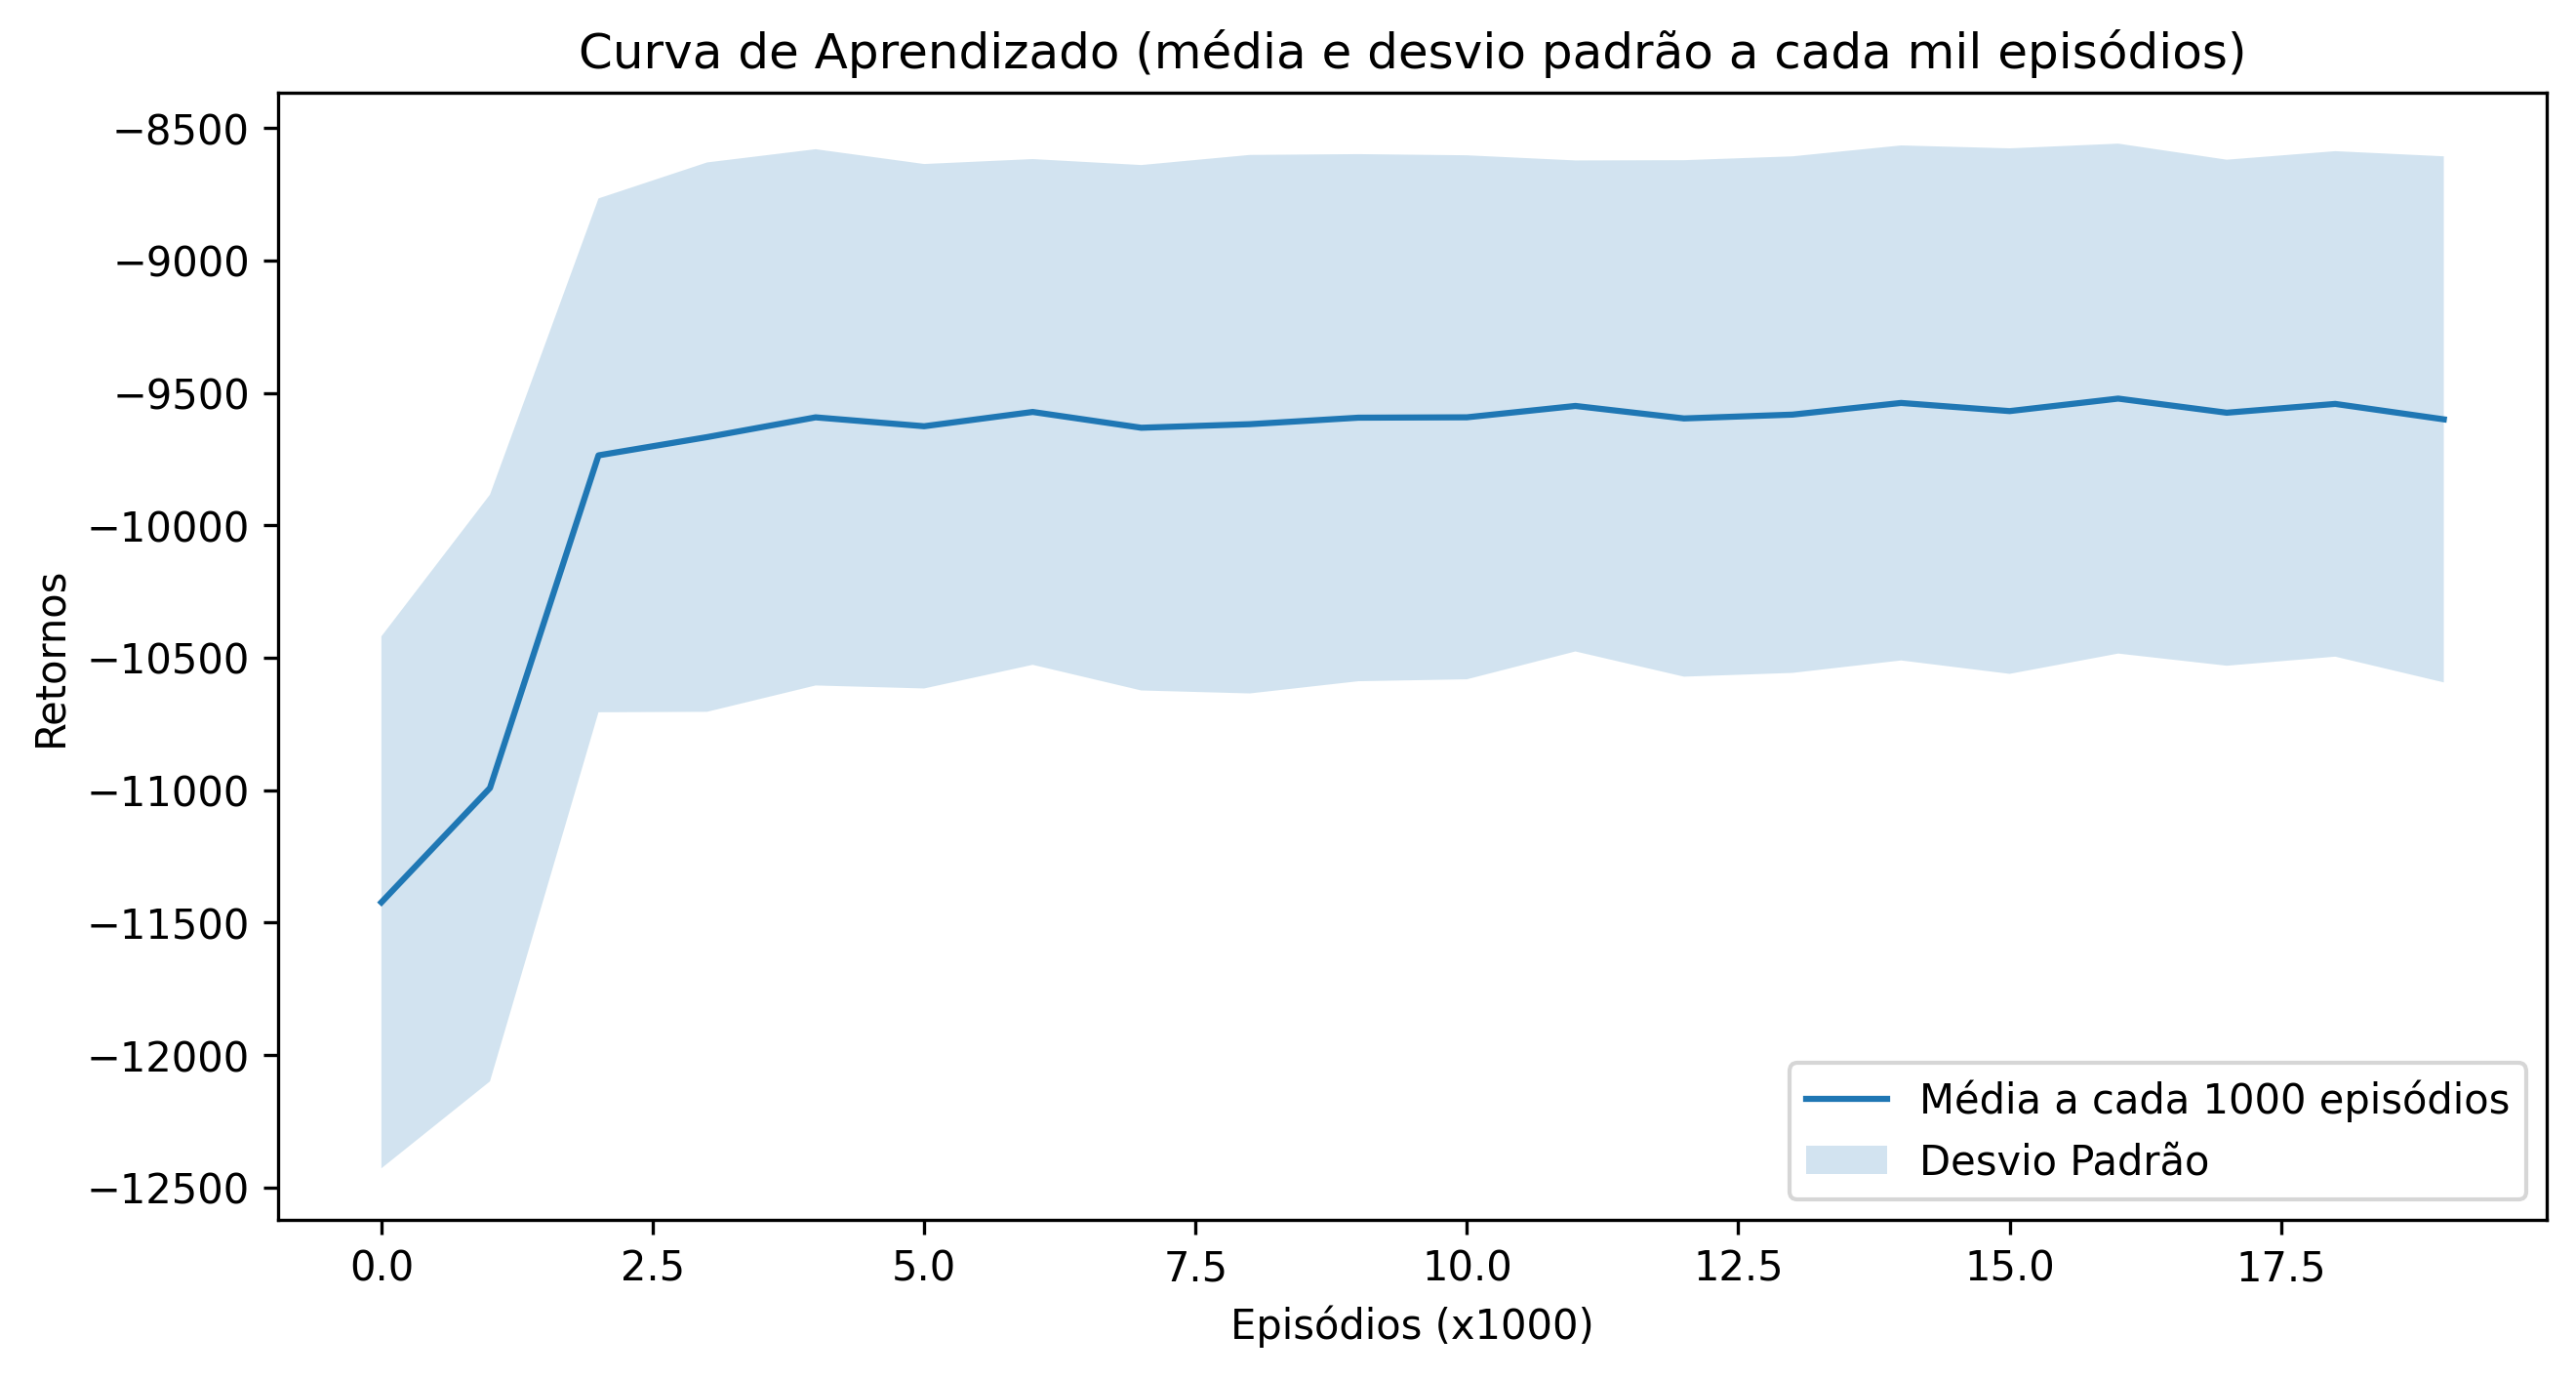 Curva de Aprendizado (média e desvio padrão a cada mil episódios)
−8500
−9000
−9500
−10000
−10500
−11000
−11500
−12000
−12500
Retornos
Média a cada 1000 episódios
Desvio Padrão
0.0 2.5 5.0 7.5 10.0 12.5 15.0 17.5
Episódios (x1000)